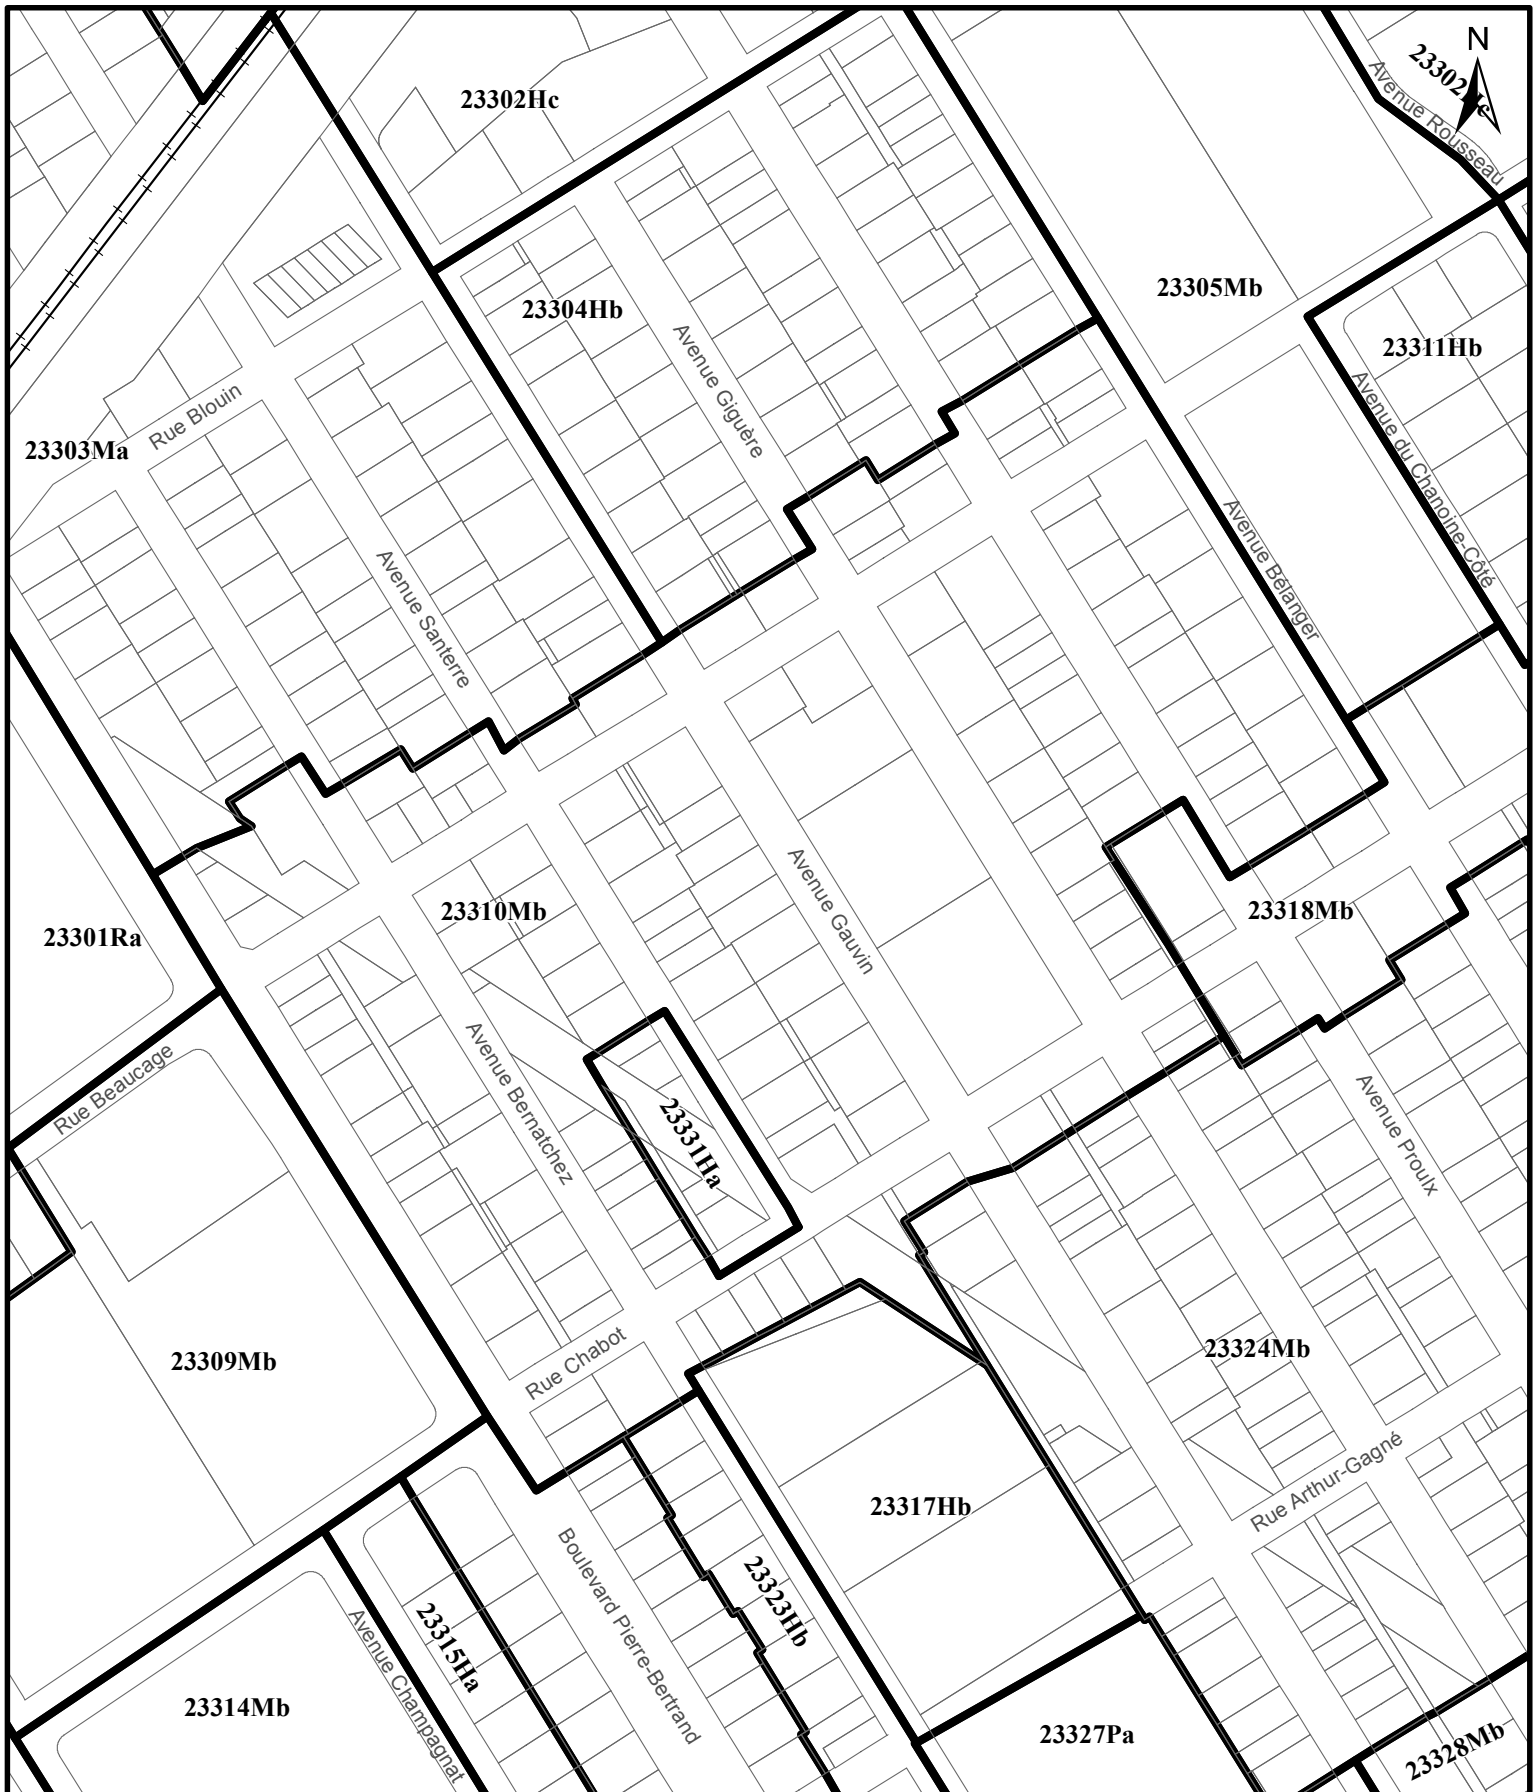 N
23302Hc
23302Hc
Avenue Rousseau
23305Mb
23304Hb
23311Hb
Avenue Giguère
Rue Blouin
23303Ma
Avenue du Chanoine-Côté
Avenue Bélanger
Avenue Santerre
Avenue Gauvin
23310Mb
23318Mb
23301Ra
Rue Beaucage
Avenue Bernatchez
23331Ha
Avenue Proulx
Rue Chabot
23309Mb
23324Mb
Rue Arthur-Gagné
23317Hb
Boulevard Pierre-Bertrand
23323Hb
23315Ha
Avenue Champagnat
23314Mb
23327Pa
23328Mb